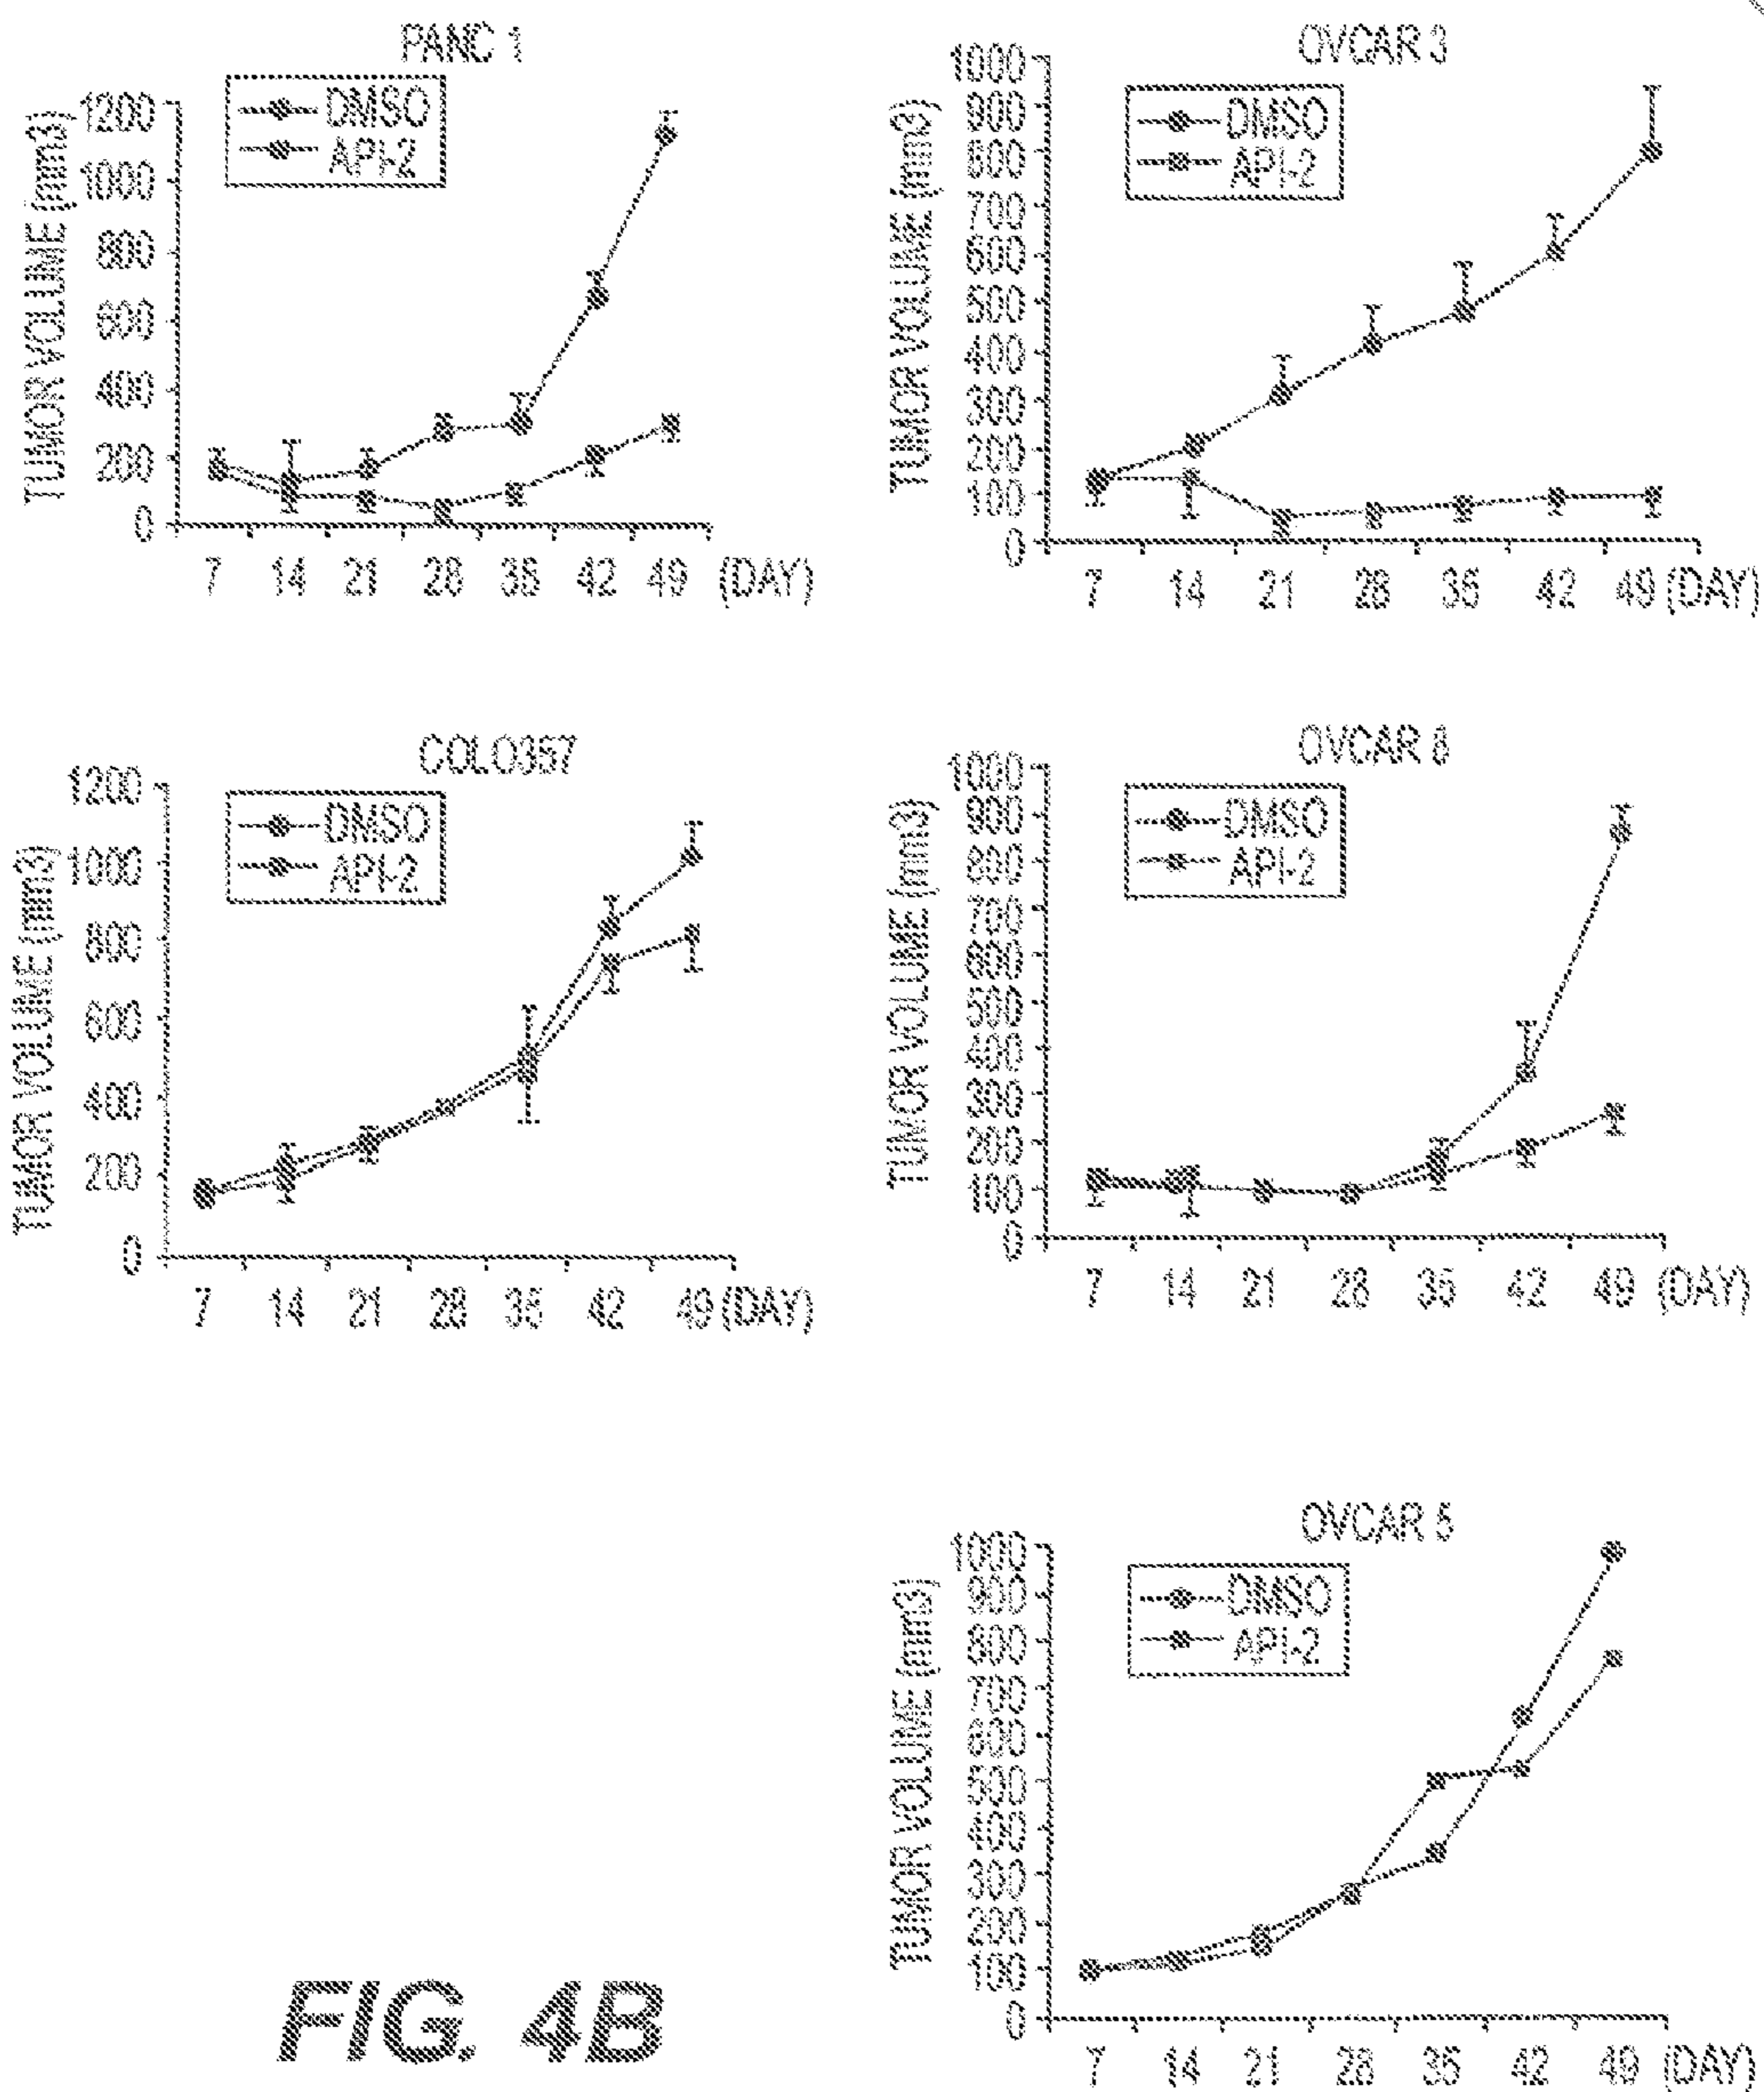 PANC 1
TUMOR VOLUME (mm3)
1200
1000
800
600
400
200
0
DMSO
API-2
7 14 21 28 35 42 49 (DAY)
OVCAR 3
TUMOR VOLUME (mm3)
1000
900
800
700
600
500
400
300
200
100
0
DMSO
API-2
7 14 21 28 35 42 49 (DAY)
COLO357
TUMOR VOLUME (mm3)
1200
1000
800
600
400
200
0
DMSO
API-2
7 14 21 28 35 42 49 (DAY)
OVCAR 8
TUMOR VOLUME (mm3)
1000
900
800
700
600
500
400
300
200
100
0
DMSO
API-2
7 14 21 28 35 42 49 (DAY)
OVCAR 5
TUMOR VOLUME (mm3)
1000
900
800
700
600
500
400
300
200
100
0
DMSO
API-2
7 14 21 28 35 42 49 (DAY)
FIG. 4B